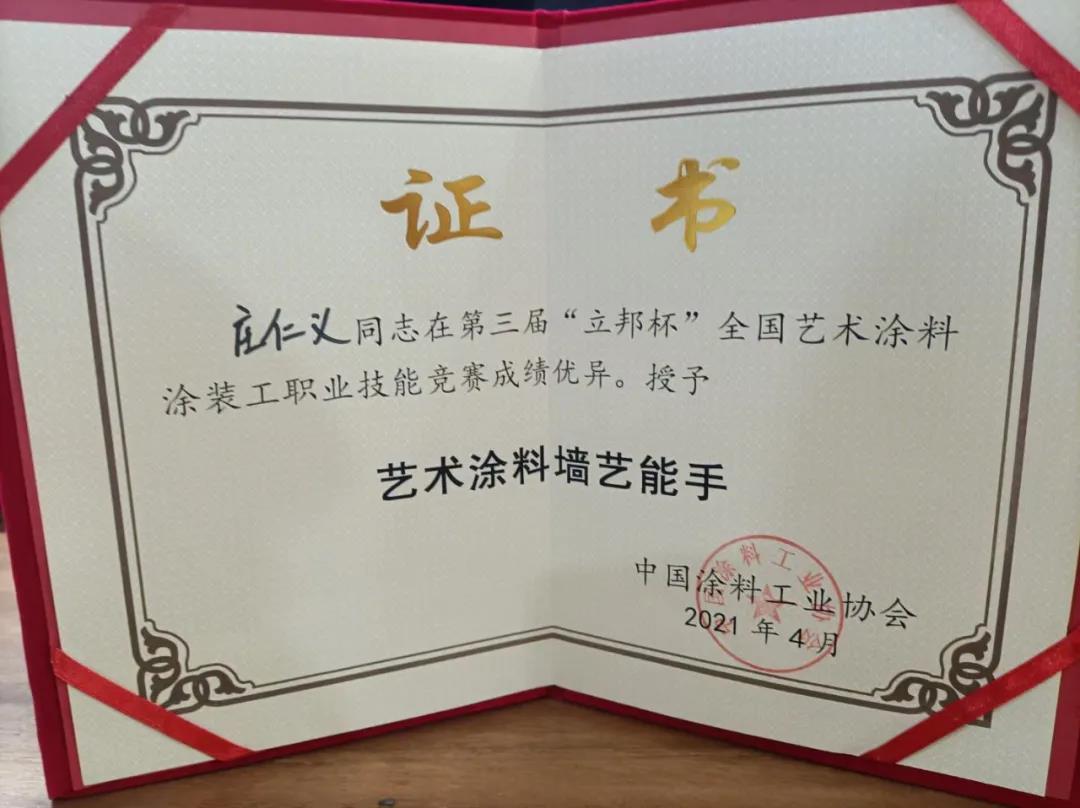 证 书
庄仁义同志在第三届“立邦杯”全国艺术涂料
涂装工职业技能竞赛成绩优异。授予
艺术涂料墙艺能手
中国涂料工业协会
2021 年 4 月